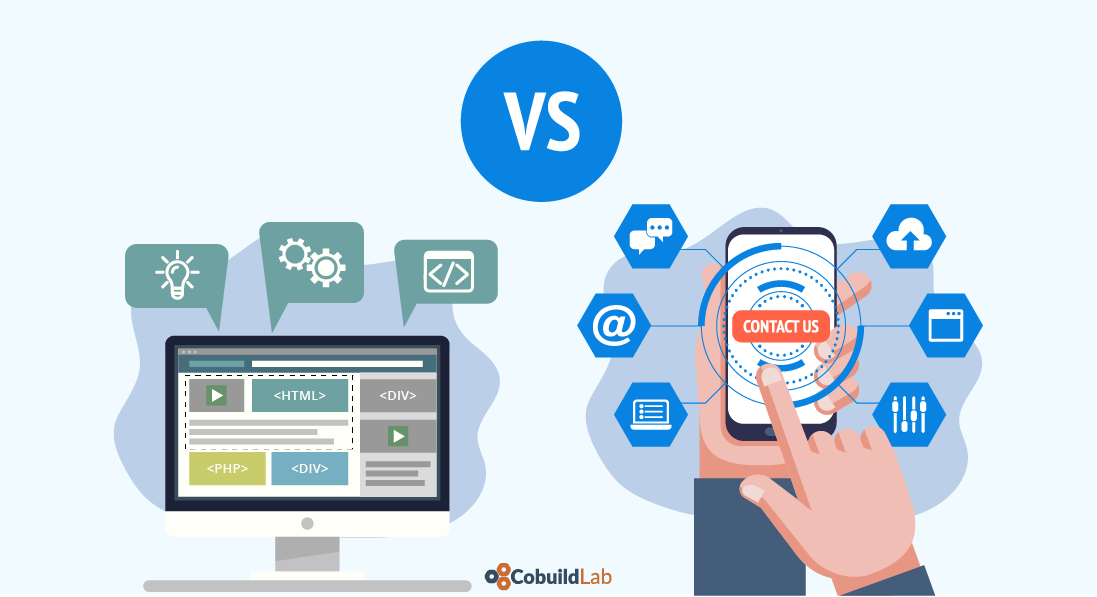 VS
</>
@
CONTACT US
<HTML>
<DIV>
<PHP>
<DIV>
CobuildLab